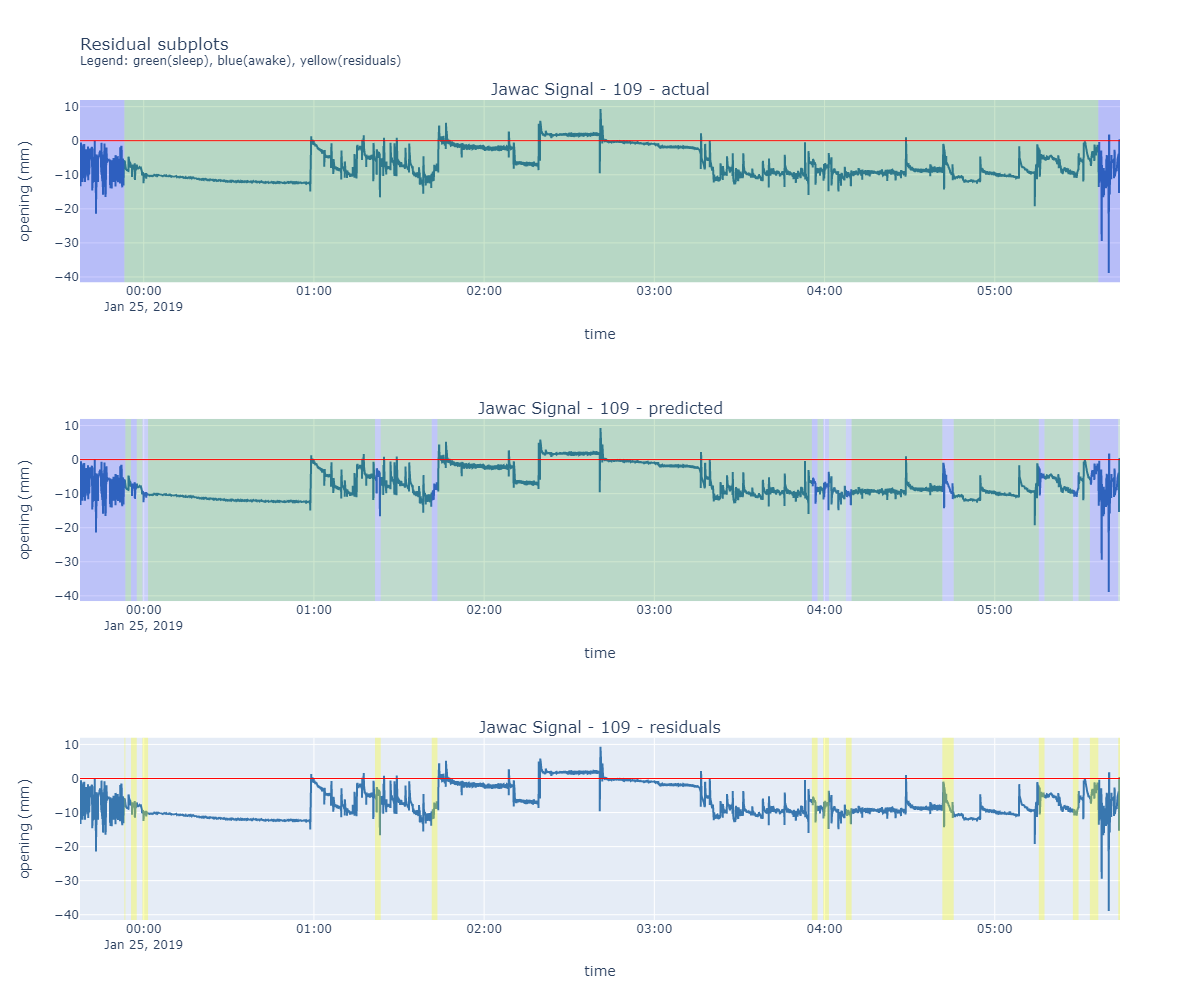 Residual subplots
Legend: green(sleep), blue(awake), yellow(residuals)
Jawac Signal - 109 - actual
10
0
−10
−20
−30
−40
opening (mm)
00:00
Jan 25, 2019
01:00
02:00
03:00
04:00
05:00
time
Jawac Signal - 109 - predicted
10
0
−10
−20
−30
−40
opening (mm)
00:00
Jan 25, 2019
01:00
02:00
03:00
04:00
05:00
time
Jawac Signal - 109 - residuals
10
0
−10
−20
−30
−40
opening (mm)
00:00
Jan 25, 2019
01:00
02:00
03:00
04:00
05:00
time